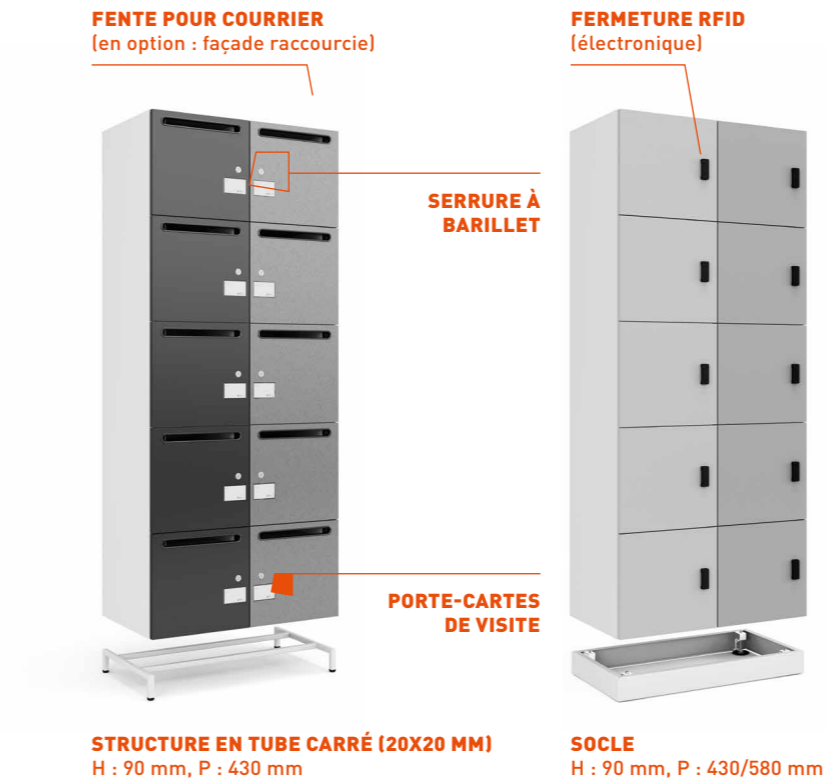 FENTE POUR COURRIER
(en option : façade raccourcie)
FERMETURE RFID
(électronique)
SERRURE À
BARILLET
PORTE-CARTES
DE VISITE
STRUCTURE EN TUBE CARRÉ (20X20 MM)
H : 90 mm, P : 430 mm
SOCLE
H : 90 mm, P : 430/580 mm